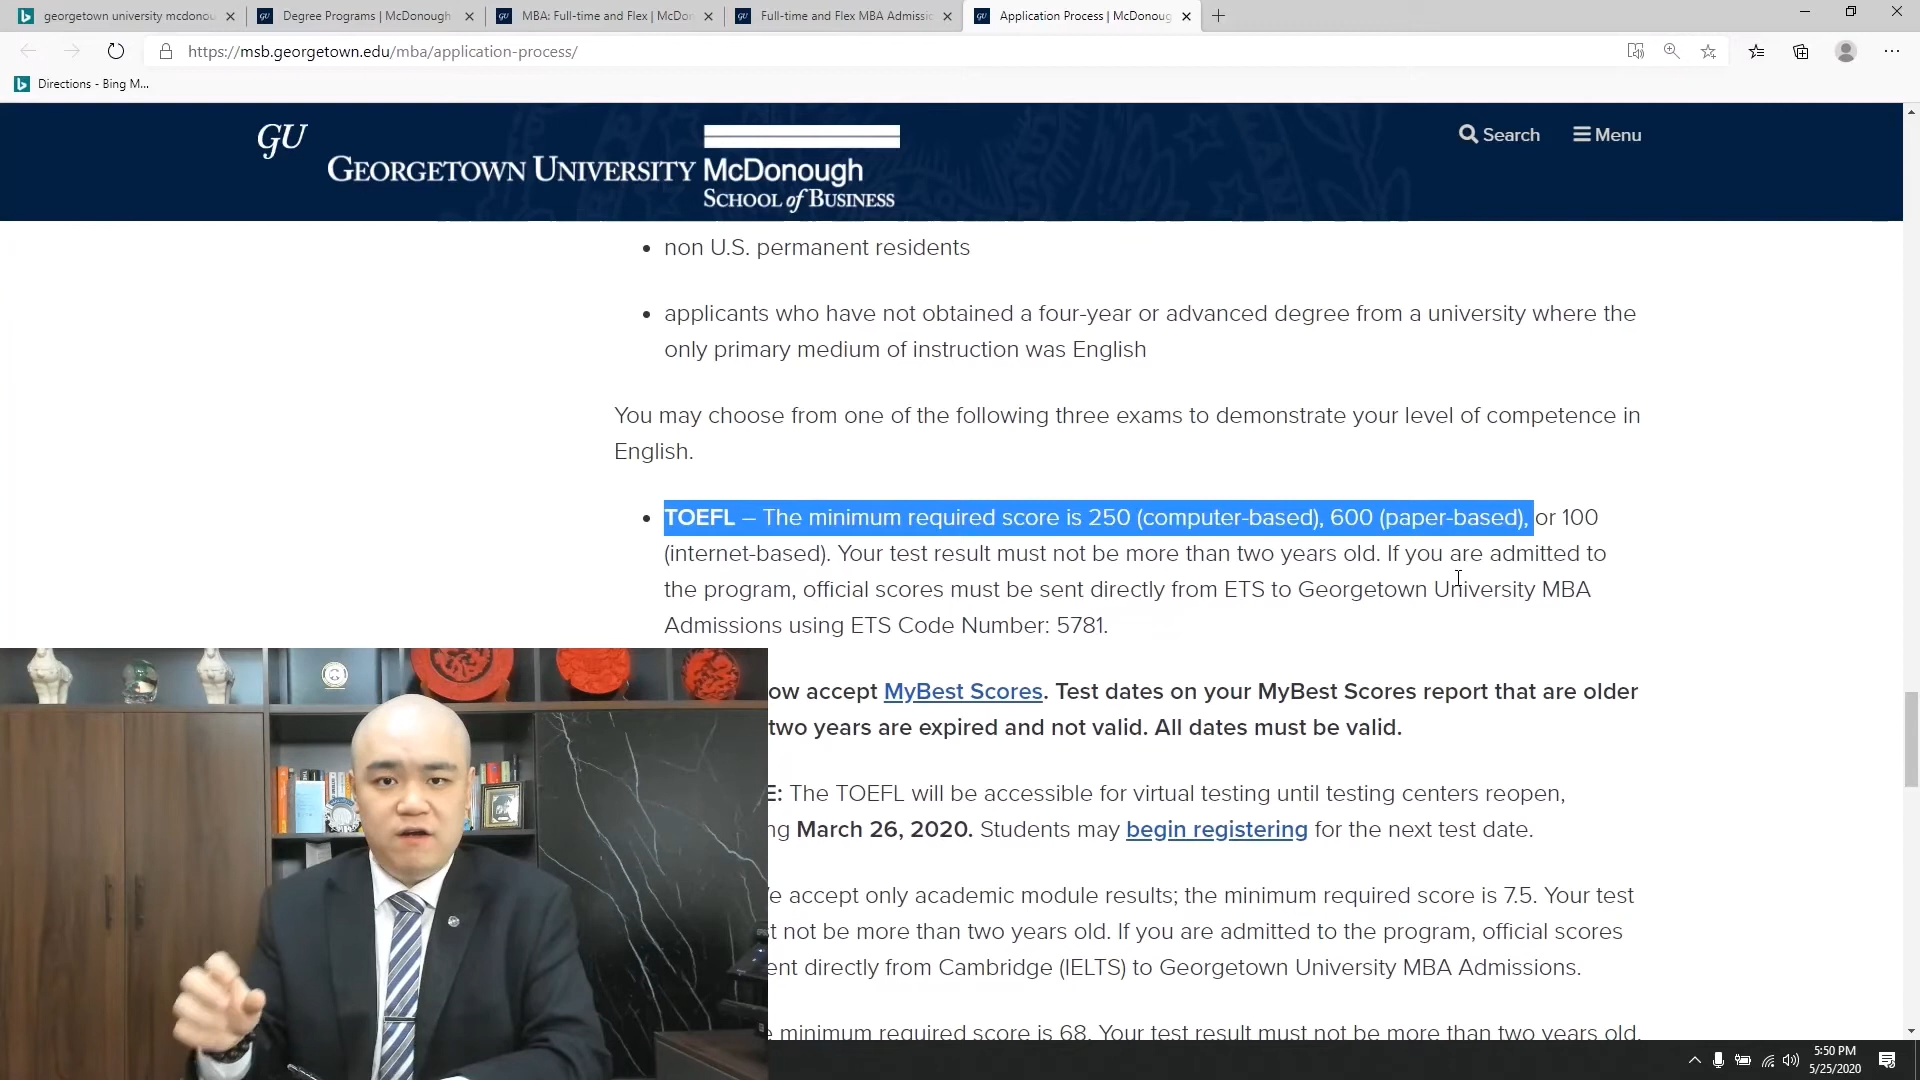 georgetown university mcdonou
Degree Programs | McDonough
MBA: Full-time and Flex | McDon
Full-time and Flex MBA Admissic
Application Process | McDonoug
https://msb.georgetown.edu/mba/application-process/
Directions - Bing M...
GU
GEORGETOWN UNIVERSITY
McDonough
SCHOOL of BUSINESS
Search
Menu
non U.S. permanent residents
applicants who have not obtained a four-year or advanced degree from a university where the
only primary medium of instruction was English
You may choose from one of the following three exams to demonstrate your level of competence in
English.
TOEFL – The minimum required score is 250 (computer-based), 600 (paper-based), or 100
(internet-based). Your test result must not be more than two years old. If you are admitted to
the program, official scores must be sent directly from ETS to Georgetown University MBA
Admissions using ETS Code Number: 5781.
ow accept MyBest Scores. Test dates on your MyBest Scores report that are older
two years are expired and not valid. All dates must be valid.
E: The TOEFL will be accessible for virtual testing until testing centers reopen,
ng March 26, 2020. Students may begin registering for the next test date.
e accept only academic module results; the minimum required score is 7.5. Your test
t not be more than two years old. If you are admitted to the program, official scores
ent directly from Cambridge (IELTS) to Georgetown University MBA Admissions.
e minimum required score is 68. Your test result must not be more than two years old.
5:50 PM
5/25/2020